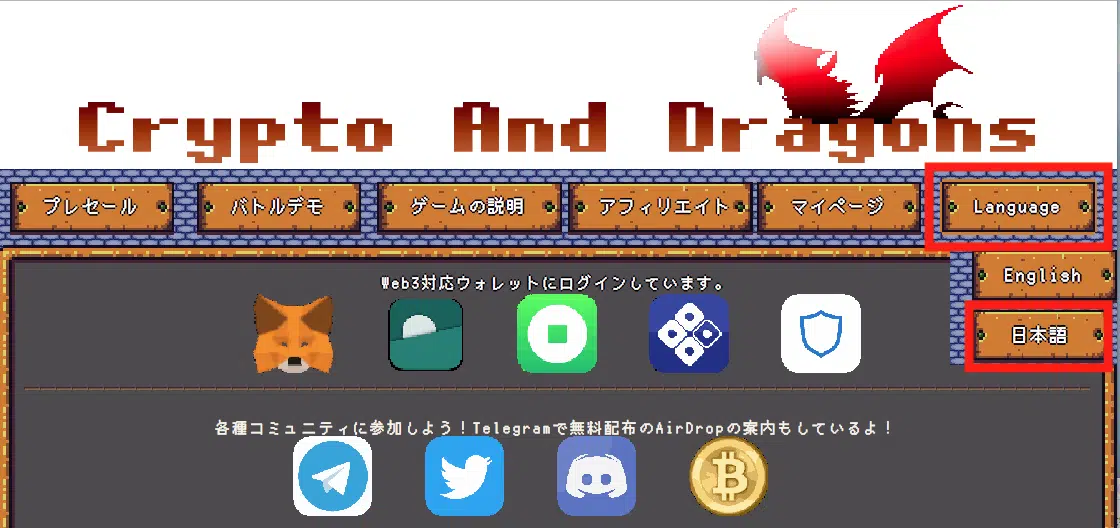 Crypto And Dragons
プレセール バトルデモ ゲームの説明 アフィリエイト マイページ Language
English
日本語
Web3対応ウォレットにログインしています。
各種コミュニティに参加しよう！Telegramで無料配布のAirDropの案内もしているよ！